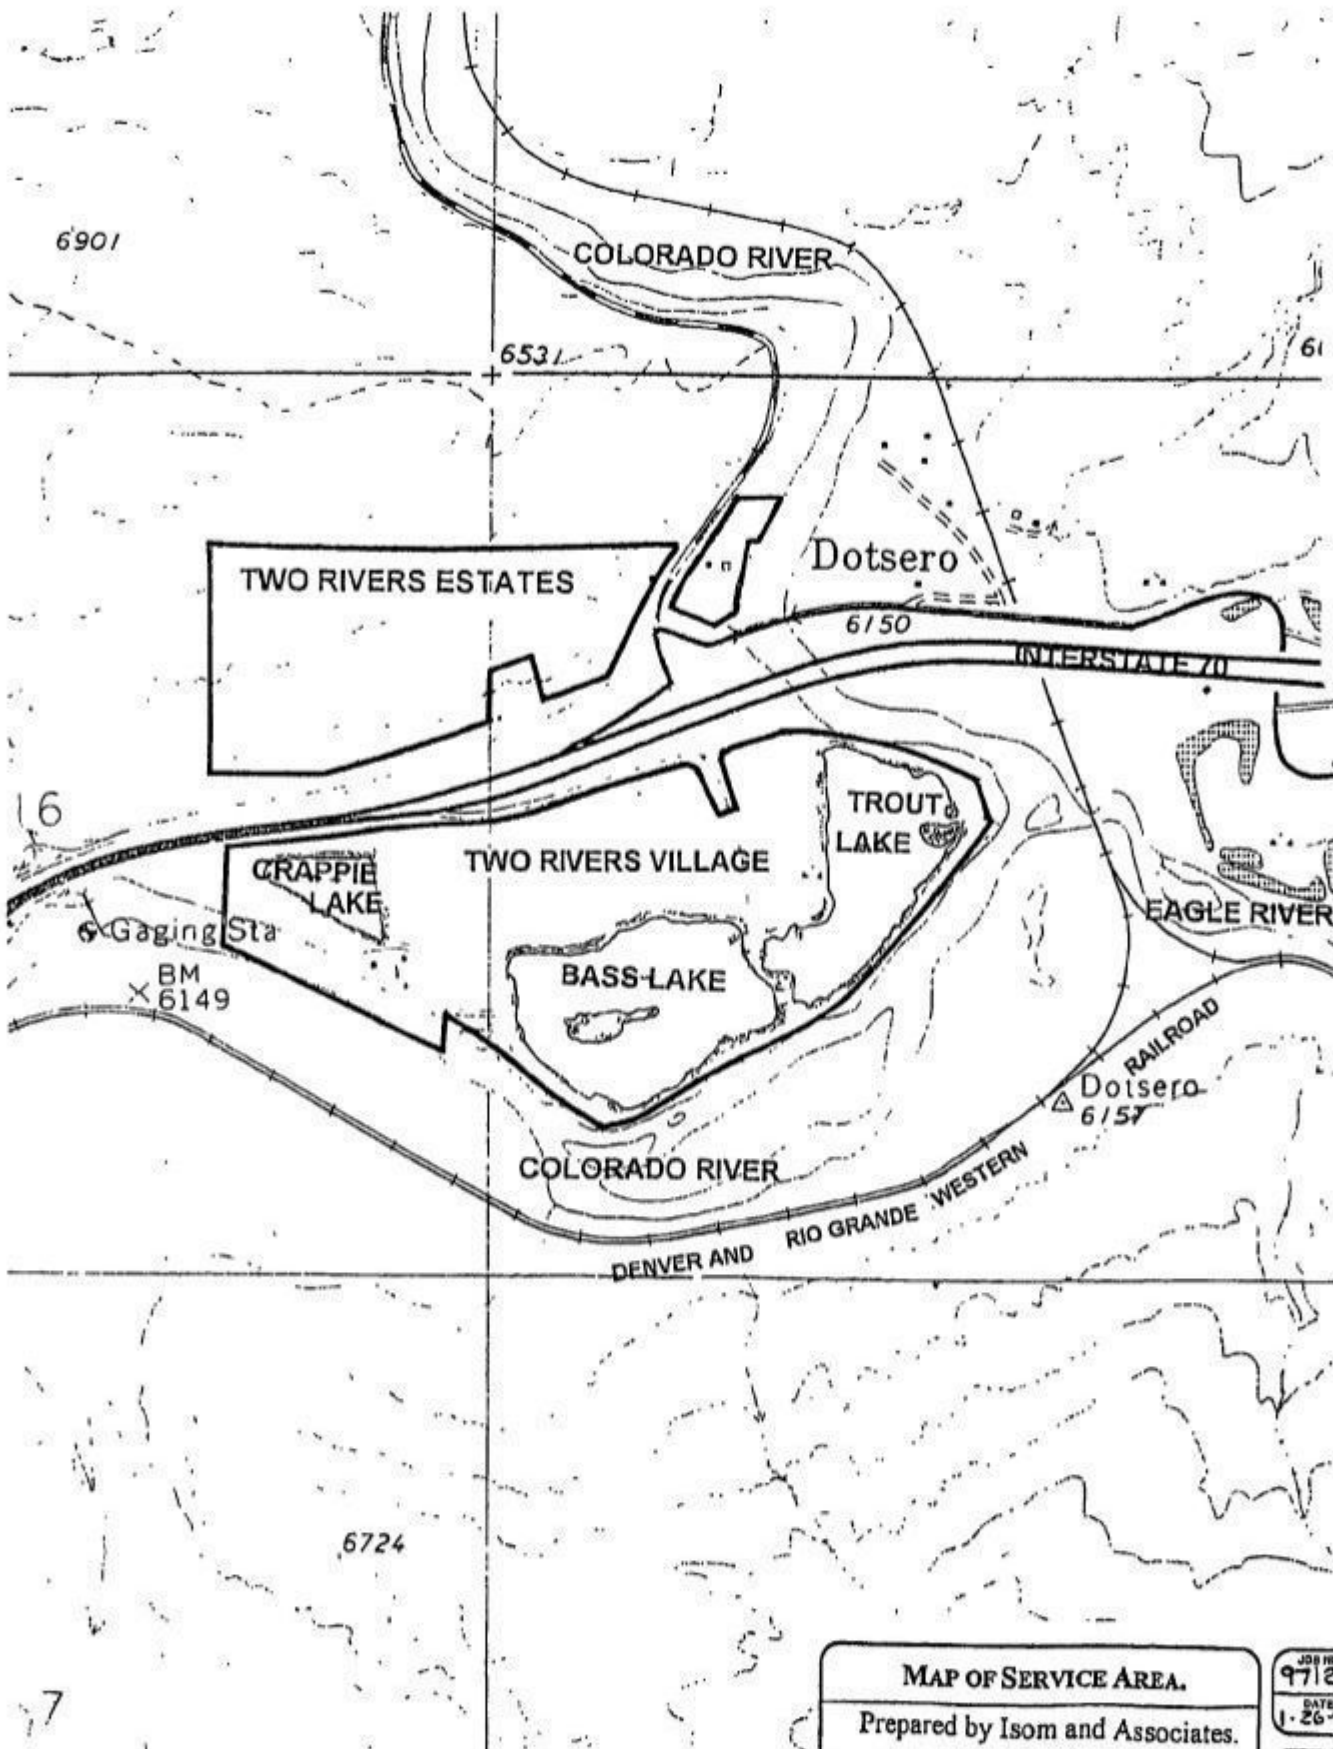 6901
COLORADO RIVER
6531
Dotsero
TWO RIVERS ESTATES
6150
INTERSTATE 70
16
TROUT
LAKE
TWO RIVERS VILLAGE
CRAPPIE
LAKE
EAGLE RIVER
Gaging Sta
BASS LAKE
BM
6149
RAILROAD
Dotsero
6157
COLORADO RIVER
WESTERN
RIO GRANDE
DENVER AND
6724
7
MAP OF SERVICE AREA.
Prepared by Isom and Associates.